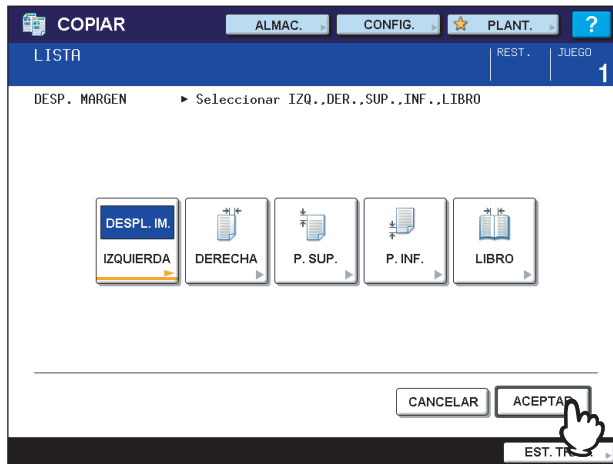 COPIAR ALMAC. CONFIG. PLANT. ?
LISTA REST. JUEGO
1
DESP. MARGEN ► Seleccionar IZQ.,DER.,SUP.,INF.,LIBRO
DESPL. IM.
IZQUIERDA DERECHA P. SUP. P. INF. LIBRO
CANCELAR ACEPTAR
EST. TR